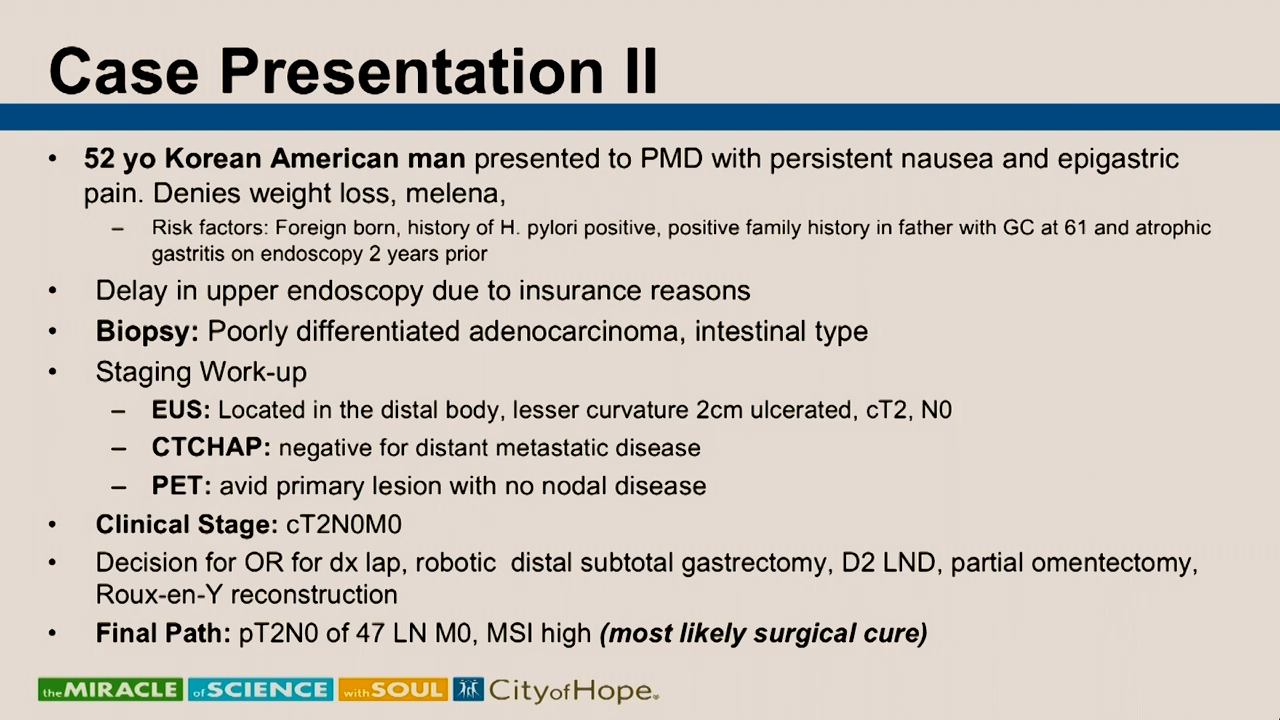 Case Presentation II
• 52 yo Korean American man presented to PMD with persistent nausea and epigastric
pain. Denies weight loss, melena,
– Risk factors: Foreign born, history of H. pylori positive, positive family history in father with GC at 61 and atrophic
gastritis on endoscopy 2 years prior
• Delay in upper endoscopy due to insurance reasons
• Biopsy: Poorly differentiated adenocarcinoma, intestinal type
• Staging Work-up
– EUS: Located in the distal body, lesser curvature 2cm ulcerated, cT2, N0
– CTCHAP: negative for distant metastatic disease
– PET: avid primary lesion with no nodal disease
• Clinical Stage: cT2N0M0
• Decision for OR for dx lap, robotic distal subtotal gastrectomy, D2 LND, partial omentectomy,
Roux-en-Y reconstruction
• Final Path: pT2N0 of 47 LN M0, MSI high (most likely surgical cure)
the MIRACLE of SCIENCE with SOUL City of Hope